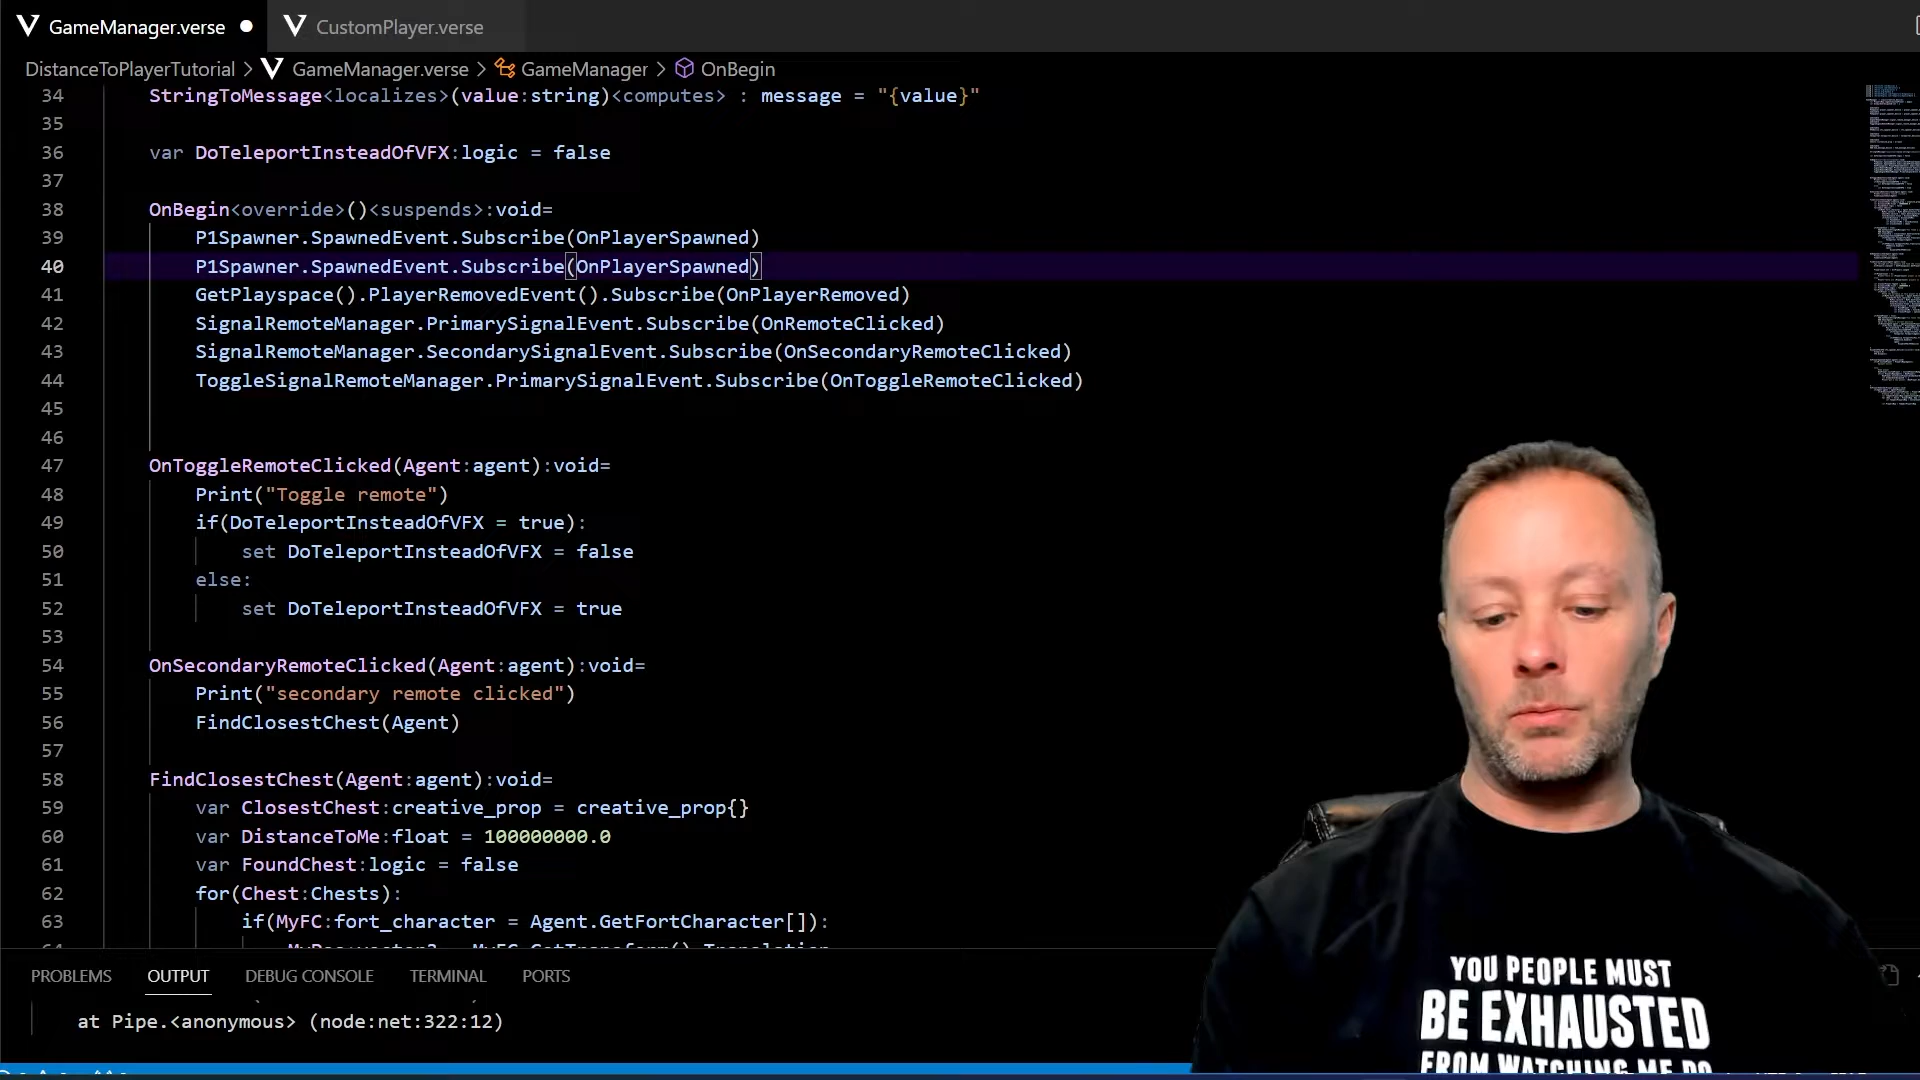 GameManager.verse
CustomPlayer.verse
DistanceToPlayerTutorial > GameManager.verse > GameManager > OnBegin
34 StringToMessage<localizes>(value:string)<computes> : message = "{value}"
35
36 var DoTeleportInsteadOfVFX:logic = false
37
38 OnBegin<override>()<suspends>:void=
39 P1Spawner.SpawnedEvent.Subscribe(OnPlayerSpawned)
40 P1Spawner.SpawnedEvent.Subscribe(OnPlayerSpawned)
41 GetPlayspace().PlayerRemovedEvent().Subscribe(OnPlayerRemoved)
42 SignalRemoteManager.PrimarySignalEvent.Subscribe(OnRemoteClicked)
43 SignalRemoteManager.SecondarySignalEvent.Subscribe(OnSecondaryRemoteClicked)
44 ToggleSignalRemoteManager.PrimarySignalEvent.Subscribe(OnToggleRemoteClicked)
45
46
47 OnToggleRemoteClicked(Agent:agent):void=
48 Print("Toggle remote")
49 if(DoTeleportInsteadOfVFX = true):
50 set DoTeleportInsteadOfVFX = false
51 else:
52 set DoTeleportInsteadOfVFX = true
53
54 OnSecondaryRemoteClicked(Agent:agent):void=
55 Print("secondary remote clicked")
56 FindClosestChest(Agent)
57
58 FindClosestChest(Agent:agent):void=
59 var ClosestChest:creative_prop = creative_prop{}
60 var DistanceToMe:float = 100000000.0
61 var FoundChest:logic = false
62 for(Chest:Chests):
63 if(MyFC:fort_character = Agent.GetFortCharacter[]):
PROBLEMS OUTPUT DEBUG CONSOLE TERMINAL PORTS
at Pipe.<anonymous> (node:net:322:12)
YOU PEOPLE MUST
BE EXHAUSTED
FROM WATCHING ME DO